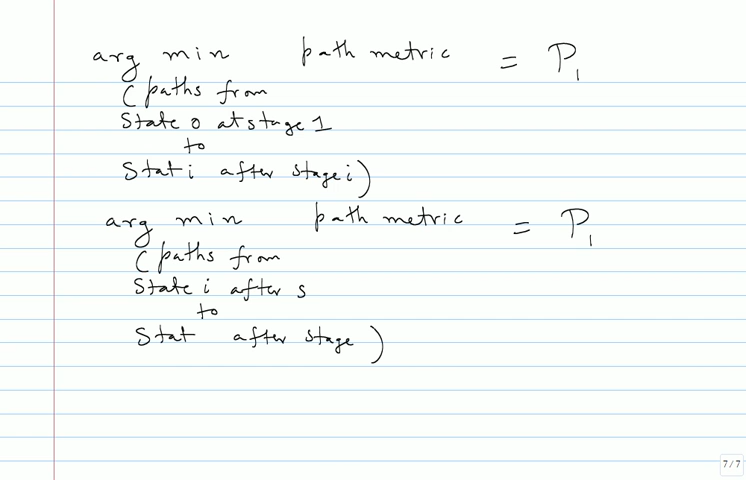 arg min path metric = P1
( paths from
State 0 at stage 1
to
Stat i after stage i )
arg min path metric = P1
( paths from
State i after s
to
Stat after stage )
7/7